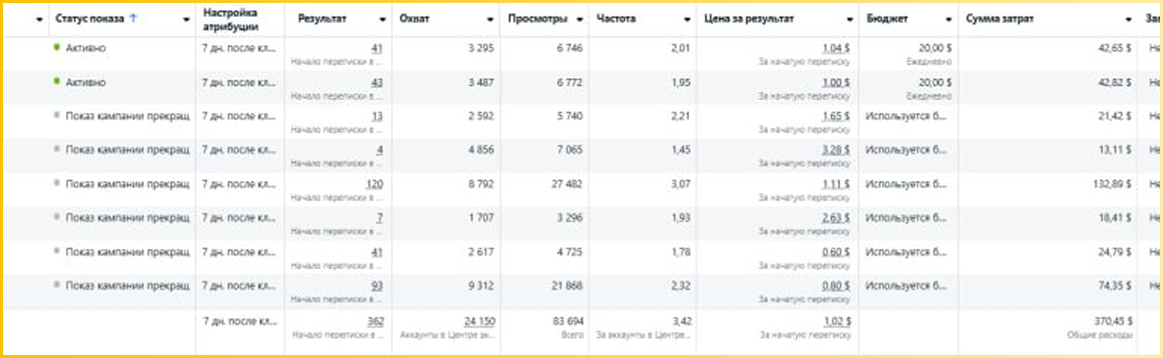 Статус показа ↑ Настройка атрибуции Результат Охват Просмотры Частота Цена за результат Бюджет Сумма затрат
Активно 7 дн. после кл... 41 3 295 6 746 2,01 1,04 $ 20,00 $ 42,65 $ Не
Начало переписки в ... За начатую переписку Ежедневно
Активно 7 дн. после кл... 43 3 487 6 772 1,95 1,00 $ 20,00 $ 42,82 $ Не
Начало переписки в ... За начатую переписку Ежедневно
Показ кампании прекращ 7 дн. после кл... 13 2 592 5 740 2,21 1,65 $ Используется б... 21,42 $ Не
Начало переписки в ... За начатую переписку
Показ кампании прекращ 7 дн. после кл... 4 4 856 7 065 1,45 3,28 $ Используется б... 13,11 $ Не
Начало переписки в ... За начатую переписку
Показ кампании прекращ 7 дн. после кл... 120 8 792 27 482 3,07 1,11 $ Используется б... 132,89 $ Не
Начало переписки в ... За начатую переписку
Показ кампании прекращ 7 дн. после кл... 7 1 707 3 296 1,93 2,63 $ Используется б... 18,41 $ Не
Начало переписки в ... За начатую переписку
Показ кампании прекращ 7 дн. после кл... 41 2 617 4 725 1,78 0,60 $ Используется б... 24,79 $ Не
Начало переписки в ... За начатую переписку
Показ кампании прекращ 7 дн. после кл... 93 9 312 21 868 2,32 0,80 $ Используется б... 74,35 $ Не
Начало переписки в ... За начатую переписку
7 дн. после кл... 362 24 150 83 694 3,42 1,02 $ 370,45 $
Начало переписки в ... Аккаунты в Центре ак... Всего За аккаунты в Центре... За начатую переписку Общие расходы